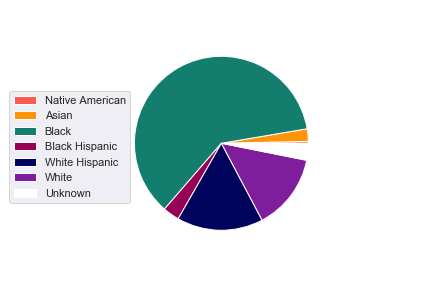 Native American
Asian
Black
Black Hispanic
White Hispanic
White
Unknown